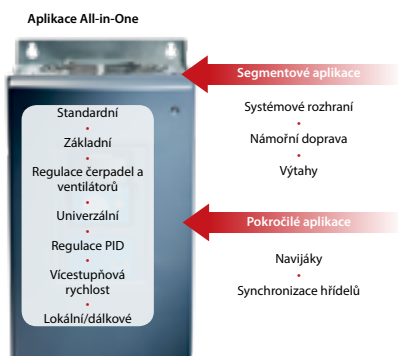 Aplikace All-in-One
Standardní
•
Základní
•
Regulace čerpadel a
ventilátorů
•
Univerzální
•
Regulace PID
•
Vícestupňová
rychlost
•
Lokální/dálkové
Segmentové aplikace
Systémové rozhraní
•
Námořní doprava
•
Výtahy
Pokročilé aplikace
Navijáky
•
Synchronizace hřídelů